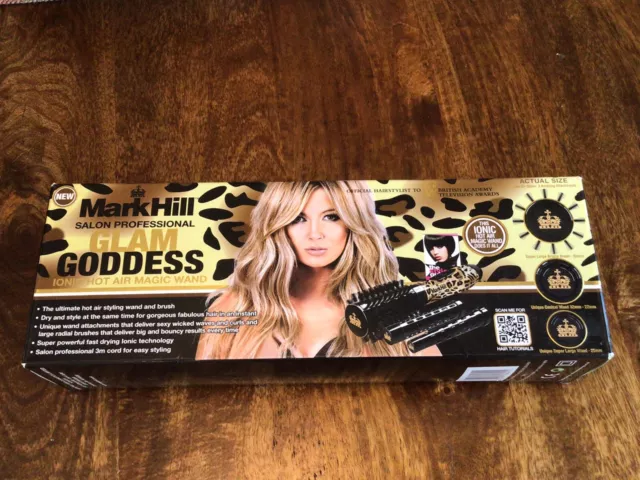 NEW
MarkHill
SALON PROFESSIONAL
GLAM
GODDESS
IONIC HOT AIR MAGIC WAND
• The ultimate hot air styling wand and brush
• Dry and style at the same time for gorgeous fabulous hair in an instant
• Unique wand attachments that deliver sexy wicked waves and curls and
large radial brushes that deliver big and bouncy results every time
• Super powerful fast drying Ionic technology
• Salon professional 3m cord for easy styling
OFFICIAL HAIRSTYLIST TO
BRITISH ACADEMY
TELEVISION AWARDS
THIS
IONIC
HOT AIR
MAGIC WAND
DOES IT ALL
SCAN ME FOR
HAIR TUTORIALS
ACTUAL SIZE